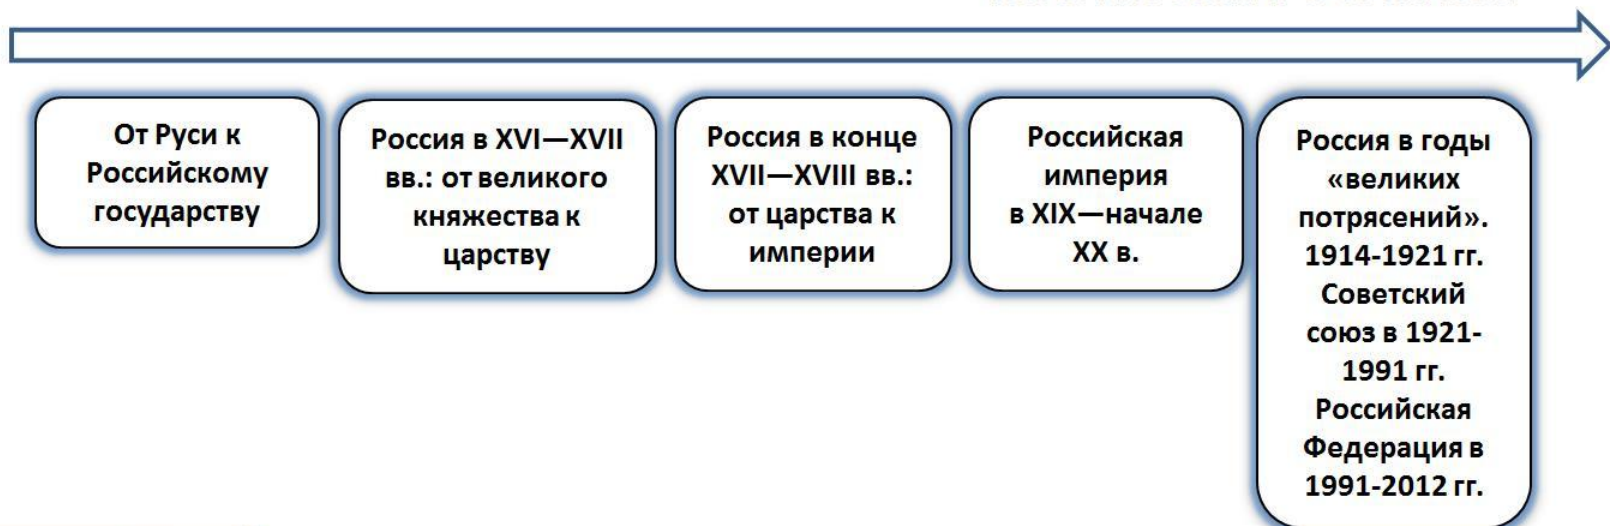 От Руси к
Российскому
государству
Россия в XVI—XVII
вв.: от великого
княжества к
царству
Россия в конце
XVII—XVIII вв.:
от царства к
империи
Российская
империя
в XIX—начале
XX в.
Россия в годы
«великих
потрясений».
1914-1921 гг.
Советский
союз в 1921-
1991 гг.
Российская
Федерация в
1991-2012 гг.